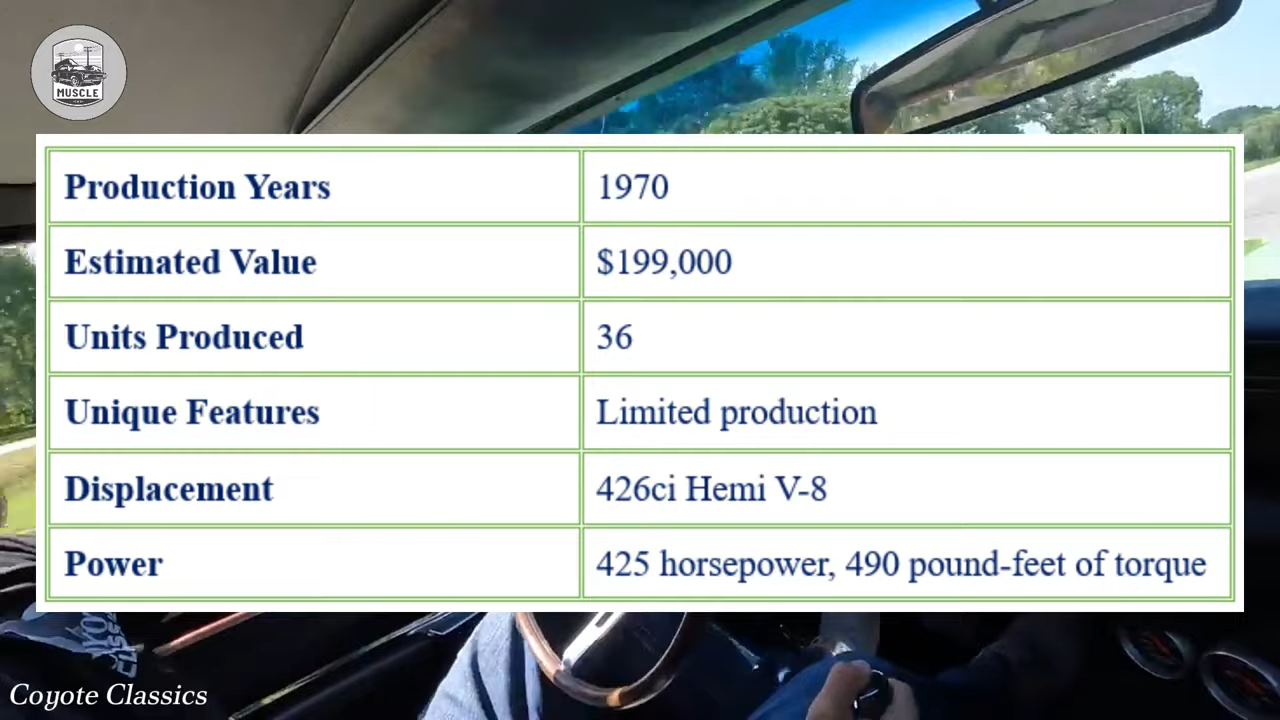 MUSCLE
Production Years 1970
Estimated Value $199,000
Units Produced 36
Unique Features Limited production
Displacement 426ci Hemi V-8
Power 425 horsepower, 490 pound-feet of torque
Coyote Classics